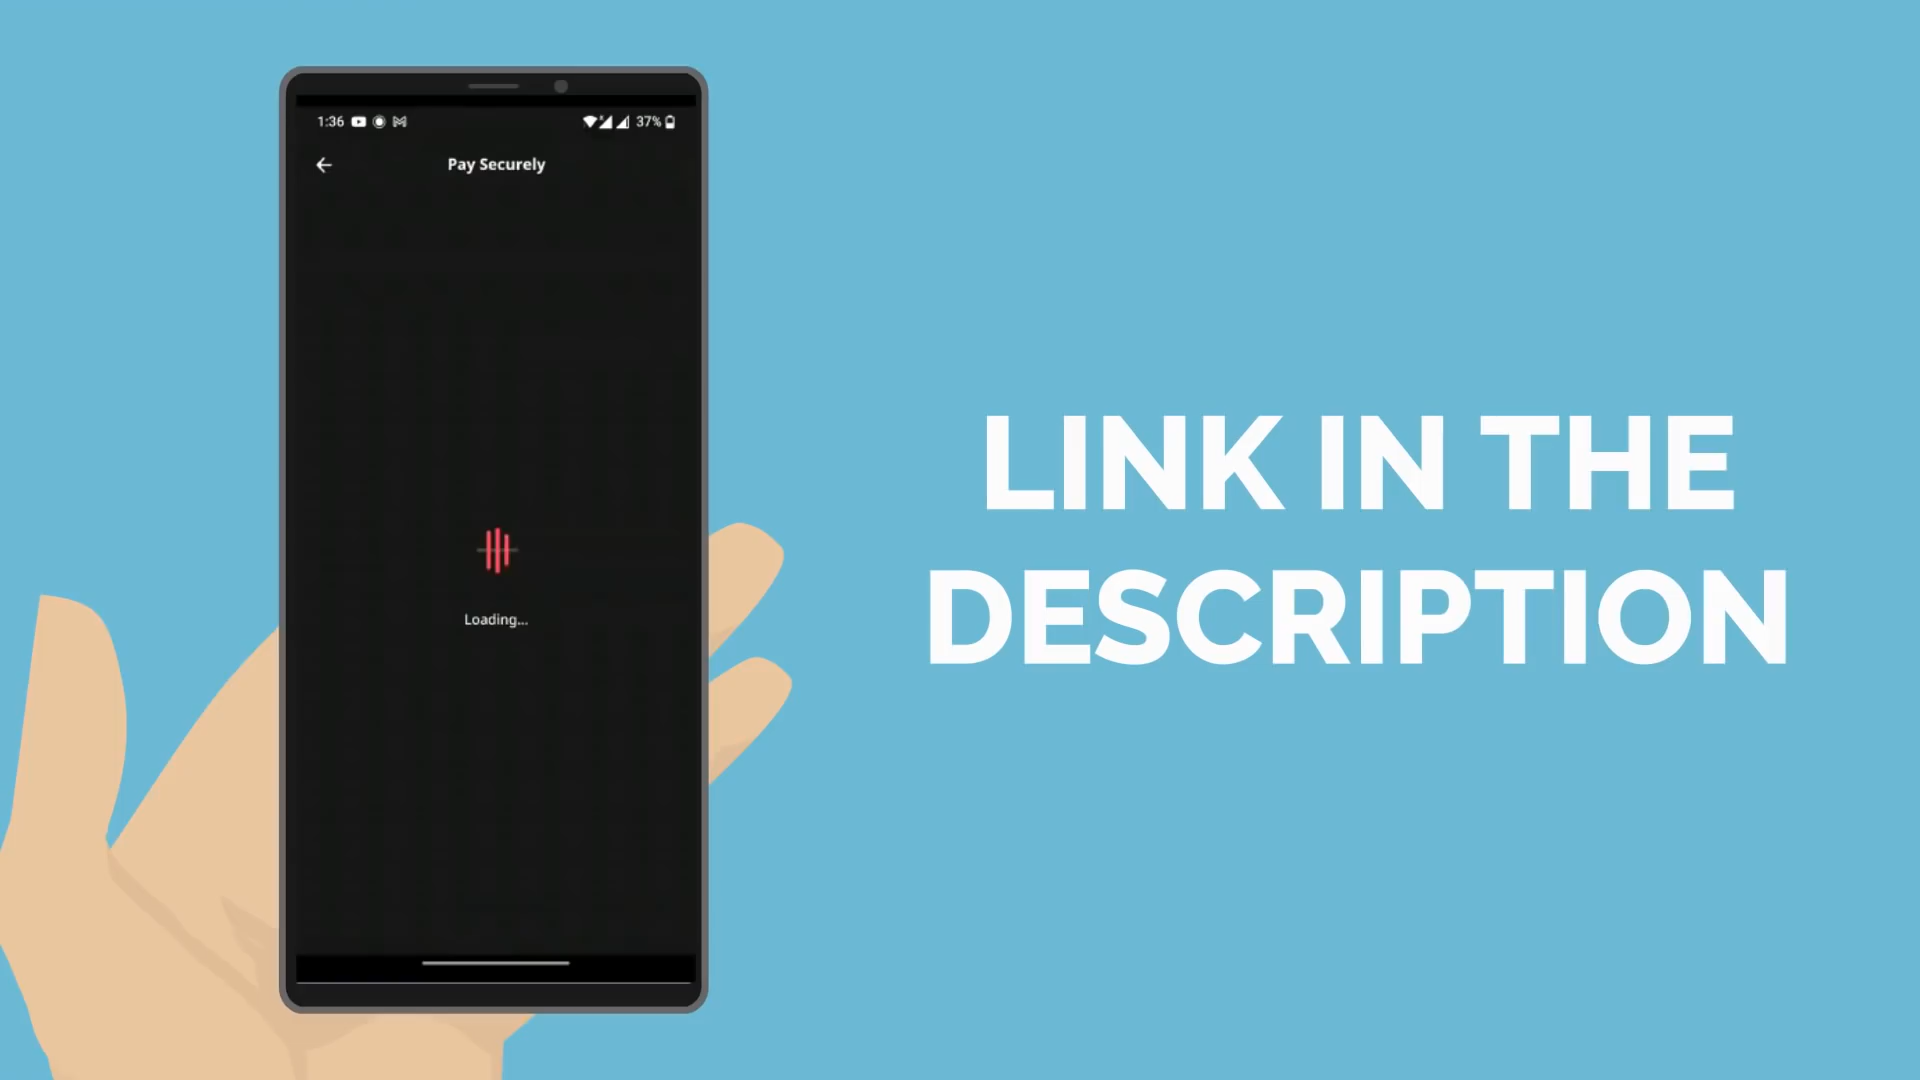 1:36
37%
Pay Securely
Loading...
LINK IN THE
DESCRIPTION